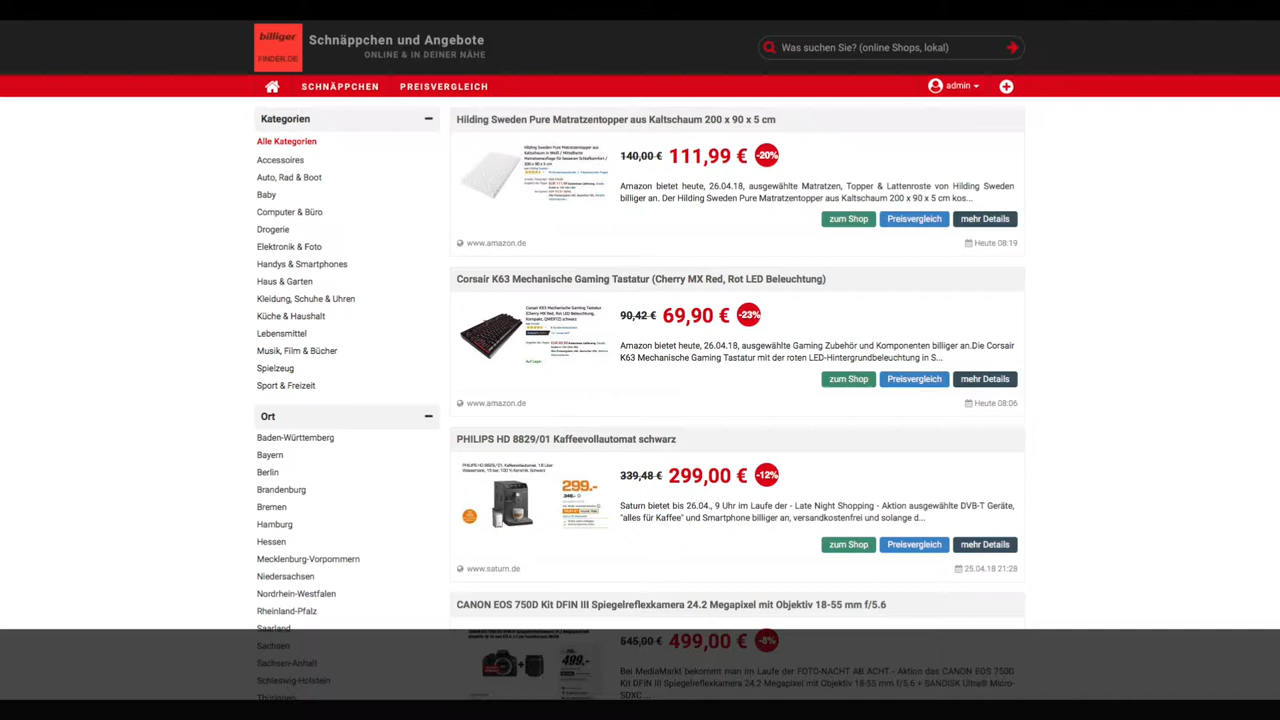 billiger
FINDER.DE
Schnäppchen und Angebote
ONLINE & IN DEINER NÄHE
Was suchen Sie? (online Shops, lokal)
SCHNÄPPCHEN
PREISVERGLEICH
admin
Kategorien
Alle Kategorien
Accessoires
Auto, Rad & Boot
Baby
Computer & Büro
Drogerie
Elektronik & Foto
Handys & Smartphones
Haus & Garten
Kleidung, Schuhe & Uhren
Küche & Haushalt
Lebensmittel
Musik, Film & Bücher
Spielzeug
Sport & Freizeit
Ort
Baden-Württemberg
Bayern
Berlin
Brandenburg
Bremen
Hamburg
Hessen
Mecklenburg-Vorpommern
Niedersachsen
Nordrhein-Westfalen
Rheinland-Pfalz
Saarland
Sachsen
Sachsen-Anhalt
Schleswig-Holstein
Thüringen
Hilding Sweden Pure Matratzentopper aus Kaltschaum 200 x 90 x 5 cm
140,00 € 111,99 € -20%
Amazon bietet heute, 26.04.18, ausgewählte Matratzen, Topper & Lattenroste von Hilding Sweden
billiger an. Der Hilding Sweden Pure Matratzentopper aus Kaltschaum 200 x 90 x 5 cm kos...
zum Shop Preisvergleich mehr Details
www.amazon.de Heute 08:19
Corsair K63 Mechanische Gaming Tastatur (Cherry MX Red, Rot LED Beleuchtung)
90,42 € 69,90 € -23%
Amazon bietet heute, 26.04.18, ausgewählte Gaming Zubehör und Komponenten billiger an.Die Corsair
K63 Mechanische Gaming Tastatur mit der roten LED-Hintergrundbeleuchtung in S...
zum Shop Preisvergleich mehr Details
www.amazon.de Heute 08:06
PHILIPS HD 8829/01 Kaffeevollautomat schwarz
299.-
339,48 € 299,00 € -12%
Saturn bietet bis 26.04., 9 Uhr im Laufe der - Late Night Shopping - Aktion ausgewählte DVB-T Geräte,
"alles für Kaffee" und Smartphone billiger an, versandkostenfrei und solange d...
zum Shop Preisvergleich mehr Details
www.saturn.de 25.04.18 21:28
CANON EOS 750D Kit DFIN III Spiegelreflexkamera 24.2 Megapixel mit Objektiv 18-55 mm f/5.6
499.-
545,00 € 499,00 € -8%
Bei MediaMarkt bekommt man im Laufe der FOTO-NACHT AB ACHT - Aktion das CANON EOS 750D
Kit DFIN III Spiegelreflexkamera 24.2 Megapixel mit Objektiv 18-55 mm f/5.6 + SANDISK Ultra® Micro-
SDXC ...